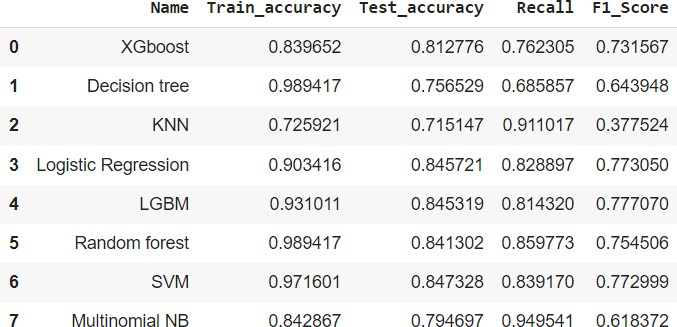 Name Train_accuracy Test_accuracy Recall F1_Score
0 XGboost 0.839652 0.812776 0.762305 0.731567
1 Decision tree 0.989417 0.756529 0.685857 0.643948
2 KNN 0.725921 0.715147 0.911017 0.377524
3 Logistic Regression 0.903416 0.845721 0.828897 0.773050
4 LGBM 0.931011 0.845319 0.814320 0.777070
5 Random forest 0.989417 0.841302 0.859773 0.754506
6 SVM 0.971601 0.847328 0.839170 0.772999
7 Multinomial NB 0.842867 0.794697 0.949541 0.618372